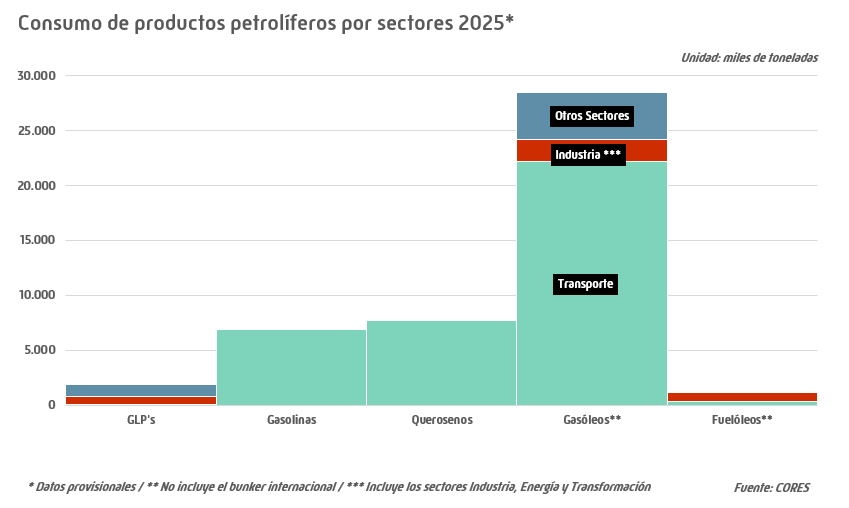 Consumo de productos petrolíferos por sectores 2025*
Unidad: miles de toneladas
30.000
25.000
20.000
15.000
10.000
5.000
0
Otros Sectores
Industria ***
Transporte
GLP's
Gasolinas
Querosenos
Gasóleos**
Fuelóleos**
* Datos provisionales / ** No incluye el bunker internacional / *** Incluye los sectores Industria, Energía y Transformación
Fuente: CORES